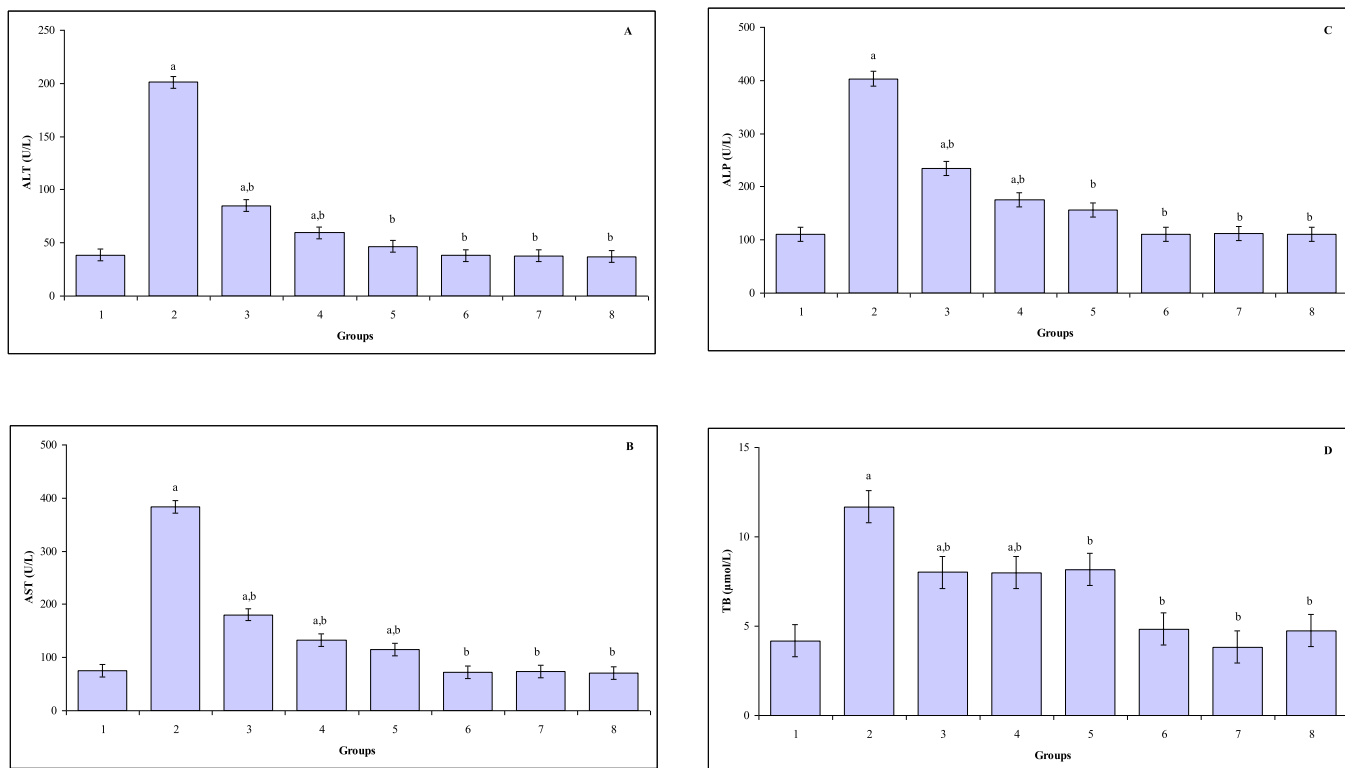 A
ALT (U/L)
250
200
150
100
50
0
a
a,b
a,b
b
b
b
b
1 2 3 4 5 6 7 8
Groups
C
ALP (U/L)
500
400
300
200
100
0
a
a,b
a,b
b
b
b
b
1 2 3 4 5 6 7 8
Groups
B
AST (U/L)
500
400
300
200
100
0
a
a,b
a,b
a,b
b
b
b
1 2 3 4 5 6 7 8
Groups
D
TB (µmol/L)
15
10
5
0
a
a,b
a,b
b
b
b
b
1 2 3 4 5 6 7 8
Groups